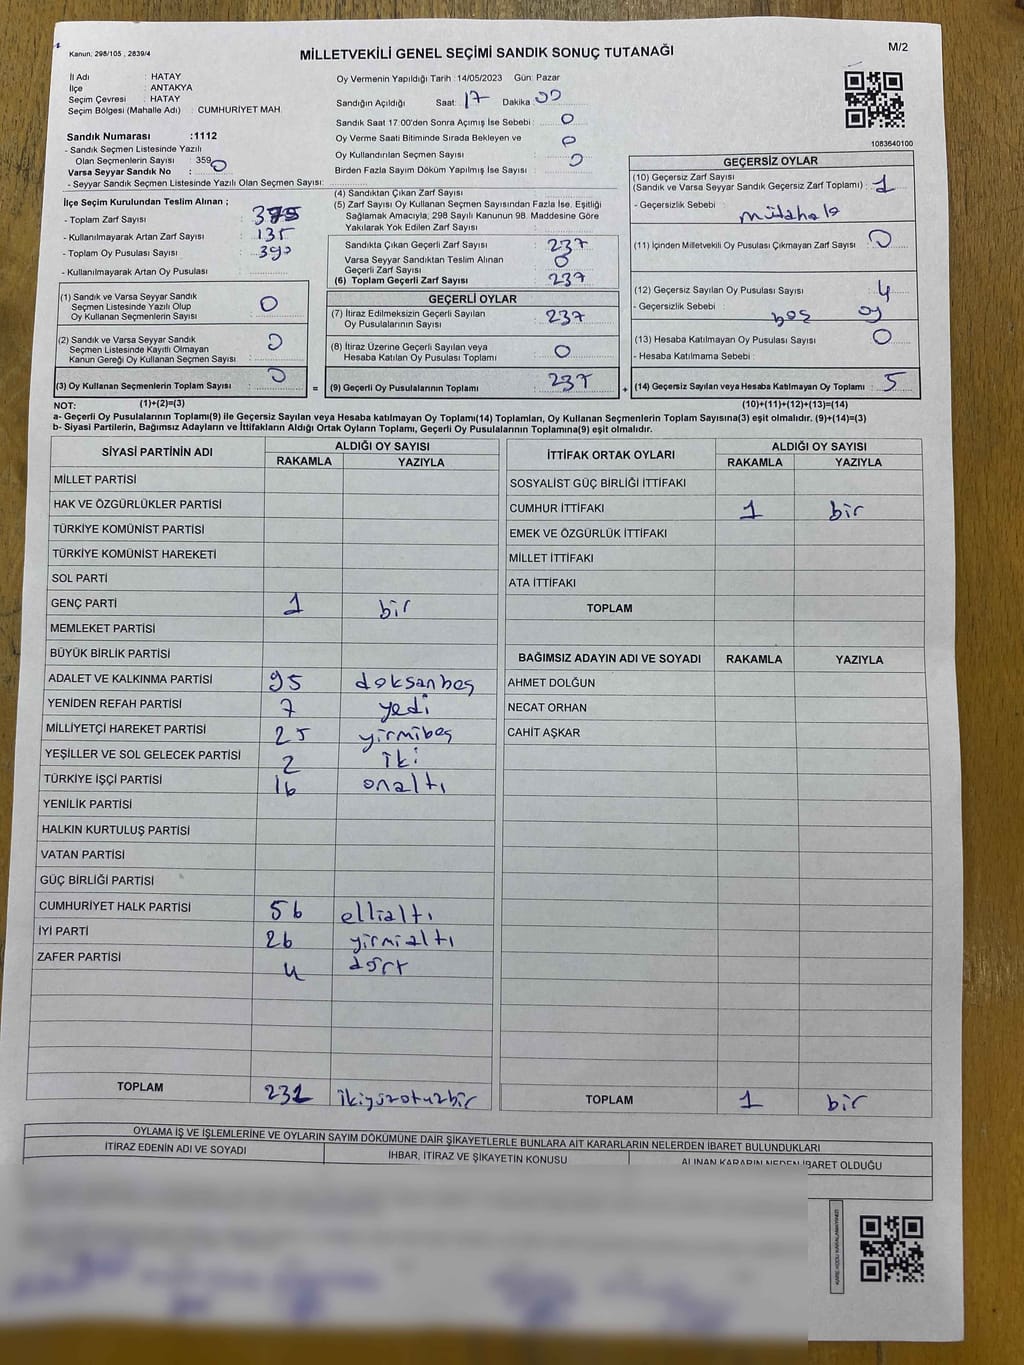 Kanun: 298/105 , 2839/4
MİLLETVEKİLİ GENEL SEÇİMİ SANDIK SONUÇ TUTANAĞI
M/2
İl Adı : HATAY
İlçe : ANTAKYA
Seçim Çevresi : HATAY
Seçim Bölgesi (Mahalle Adı) : CUMHURİYET MAH.
Sandık Numarası :1112
- Sandık Seçmen Listesinde Yazılı
Olan Seçmenlerin Sayısı : 359
Varsa Seyyar Sandık No : 0
- Seyyar Sandık Seçmen Listesinde Yazılı Olan Seçmen Sayısı:
Oy Vermenin Yapıldığı Tarih :14/05/2023 Gün: Pazar
Sandığın Açıldığı Saat: 17 Dakika: 00
Sandık Saat 17:00'den Sonra Açımış İse Sebebi : 0
Oy Verme Saati Bitiminde Sırada Bekleyen ve 0
Oy Kullandırılan Seçmen Sayısı 0
Birden Fazla Sayım Döküm Yapılmış İse Sayısı :
1083640100
İlçe Seçim Kurulundan Teslim Alınan ;
- Toplam Zarf Sayısı : 375
- Kullanılmayarak Artan Zarf Sayısı : 135
- Toplam Oy Pusulası Sayısı : 390
- Kullanılmayarak Artan Oy Pusulası :
(1) Sandık ve Varsa Seyyar Sandık
Seçmen Listesinde Yazılı Olup
Oy Kullanan Seçmenlerin Sayısı : 0
(2) Sandık ve Varsa Seyyar Sandık
Seçmen Listesinde Kayıtlı Olmayan
Kanun Gereği Oy Kullanan Seçmen Sayısı : 0
(3) Oy Kullanan Seçmenlerin Toplam Sayısı : 0
(1)+(2)=(3)
(4) Sandıktan Çıkan Zarf Sayısı :
(5) Zarf Sayısı Oy Kullanan Seçmen Sayısından Fazla İse, Eşitliği
Sağlamak Amacıyla; 298 Sayılı Kanunun 98. Maddesine Göre
Yakılarak Yok Edilen Zarf Sayısı :
Sandıkta Çıkan Geçerli Zarf Sayısı : 237
Varsa Seyyar Sandıktan Teslim Alınan
Geçerli Zarf Sayısı : 0
(6) Toplam Geçerli Zarf Sayısı : 237
GEÇERLİ OYLAR
(7) İtiraz Edilmeksizin Geçerli Sayılan
Oy Pusulalarının Sayısı : 237
(8) İtiraz Üzerine Geçerli Sayılan veya
Hesaba Katılan Oy Pusulası Toplamı : 0
= (9) Geçerli Oy Pusulalarının Toplamı : 237 +
GEÇERSİZ OYLAR
(10) Geçersiz Zarf Sayısı
(Sandık ve Varsa Seyyar Sandık Geçersiz Zarf Toplamı) : 1
- Geçersizlik Sebebi :
(11) İçinden Milletvekili Oy Pusulası Çıkmayan Zarf Sayısı : 0
(12) Geçersiz Sayılan Oy Pusulası Sayısı : 4
- Geçersizlik Sebebi : boş oy
(13) Hesaba Katılmayan Oy Pusulası Sayısı : 0
- Hesaba Katılmama Sebebi :
(14) Geçersiz Sayılan veya Hesaba Katılmayan Oy Toplamı : 5
(10)+(11)+(12)+(13)=(14)
NOT:
a- Geçerli Oy Pusulalarının Toplamı(9) ile Geçersiz Sayılan veya Hesaba katılmayan Oy Toplamı(14) Toplamları, Oy Kullanan Seçmenlerin Toplam Sayısına(3) eşit olmalıdır. (9)+(14)=(3)
b- Siyasi Partilerin, Bağımsız Adayların ve İttifakların Aldığı Ortak Oyların Toplamı, Geçerli Oy Pusulalarının Toplamına(9) eşit olmalıdır.
SİYASİ PARTİNİN ADI ALDIĞI OY SAYISI
RAKAMLA YAZIYLA
MİLLET PARTİSİ
HAK VE ÖZGÜRLÜKLER PARTİSİ
TÜRKİYE KOMÜNİST PARTİSİ
TÜRKİYE KOMÜNİST HAREKETİ
SOL PARTİ
GENÇ PARTİ 1 bir
MEMLEKET PARTİSİ
BÜYÜK BİRLİK PARTİSİ
ADALET VE KALKINMA PARTİSİ 95 doksanbeş
YENİDEN REFAH PARTİSİ 7 yedi
MİLLİYETÇİ HAREKET PARTİSİ 25 yirmibeş
YEŞİLLER VE SOL GELECEK PARTİSİ 2 iki
TÜRKİYE İŞÇİ PARTİSİ 16 onaltı
YENİLİK PARTİSİ
HALKIN KURTULUŞ PARTİSİ
VATAN PARTİSİ
GÜÇ BİRLİĞİ PARTİSİ
CUMHURİYET HALK PARTİSİ 56 ellialtı
İYİ PARTİ 26 yirmialtı
ZAFER PARTİSİ 4 dört
TOPLAM 231 ikiyüzotuzbir
İTTİFAK ORTAK OYLARI ALDIĞI OY SAYISI
RAKAMLA YAZIYLA
SOSYALİST GÜÇ BİRLİĞİ İTTİFAKI
CUMHUR İTTİFAKI 1 bir
EMEK VE ÖZGÜRLÜK İTTİFAKI
MİLLET İTTİFAKI
ATA İTTİFAKI
TOPLAM
BAĞIMSIZ ADAYIN ADI VE SOYADI RAKAMLA YAZIYLA
AHMET DOLĞUN
NECAT ORHAN
CAHİT AŞKAR
TOPLAM 1 bir
OYLAMA İŞ VE İŞLEMLERİNE VE OYLARIN SAYIM DÖKÜMÜNE DAİR ŞİKAYETLERLE BUNLARA AİT KARARLARIN NELERDEN İBARET BULUNDUKLARI
İTİRAZ EDENİN ADI VE SOYADI
İHBAR, İTİRAZ VE ŞİKAYETİN KONUSU
ALINAN KARARIN NEDEN İBARET OLDUĞU
KARE KODU KARALAMAYINIZ!